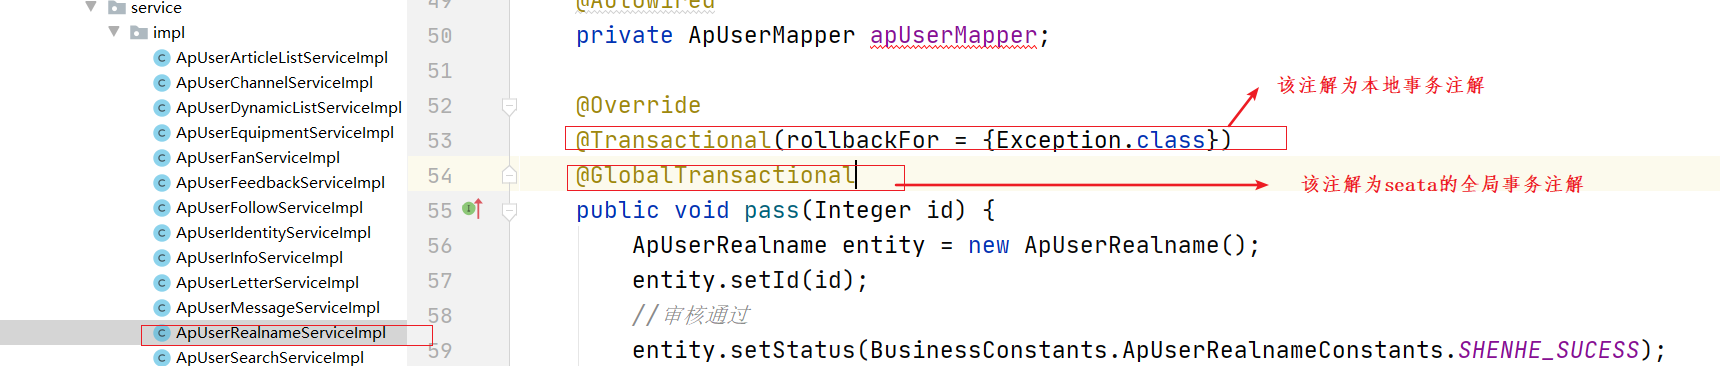 service
impl
ApUserArticleListServiceImpl
ApUserChannelServiceImpl
ApUserDynamicListServiceImpl
ApUserEquipmentServiceImpl
ApUserFanServiceImpl
ApUserFeedbackServiceImpl
ApUserFollowServiceImpl
ApUserIdentityServiceImpl
ApUserInfoServiceImpl
ApUserLetterServiceImpl
ApUserMessageServiceImpl
ApUserRealnameServiceImpl
ApUserSearchServiceImpl
49 @Autowired
50 private ApUserMapper apUserMapper;
51
52 @Override
53 @Transactional(rollbackFor = {Exception.class})
54 @GlobalTransactional
55 public void pass(Integer id) {
56 ApUserRealname entity = new ApUserRealname();
57 entity.setId(id);
58 //审核通过
59 entity.setStatus(BusinessConstants.ApUserRealnameConstants.SHENHE_SUCESS);
该注解为本地事务注解
该注解为seata的全局事务注解